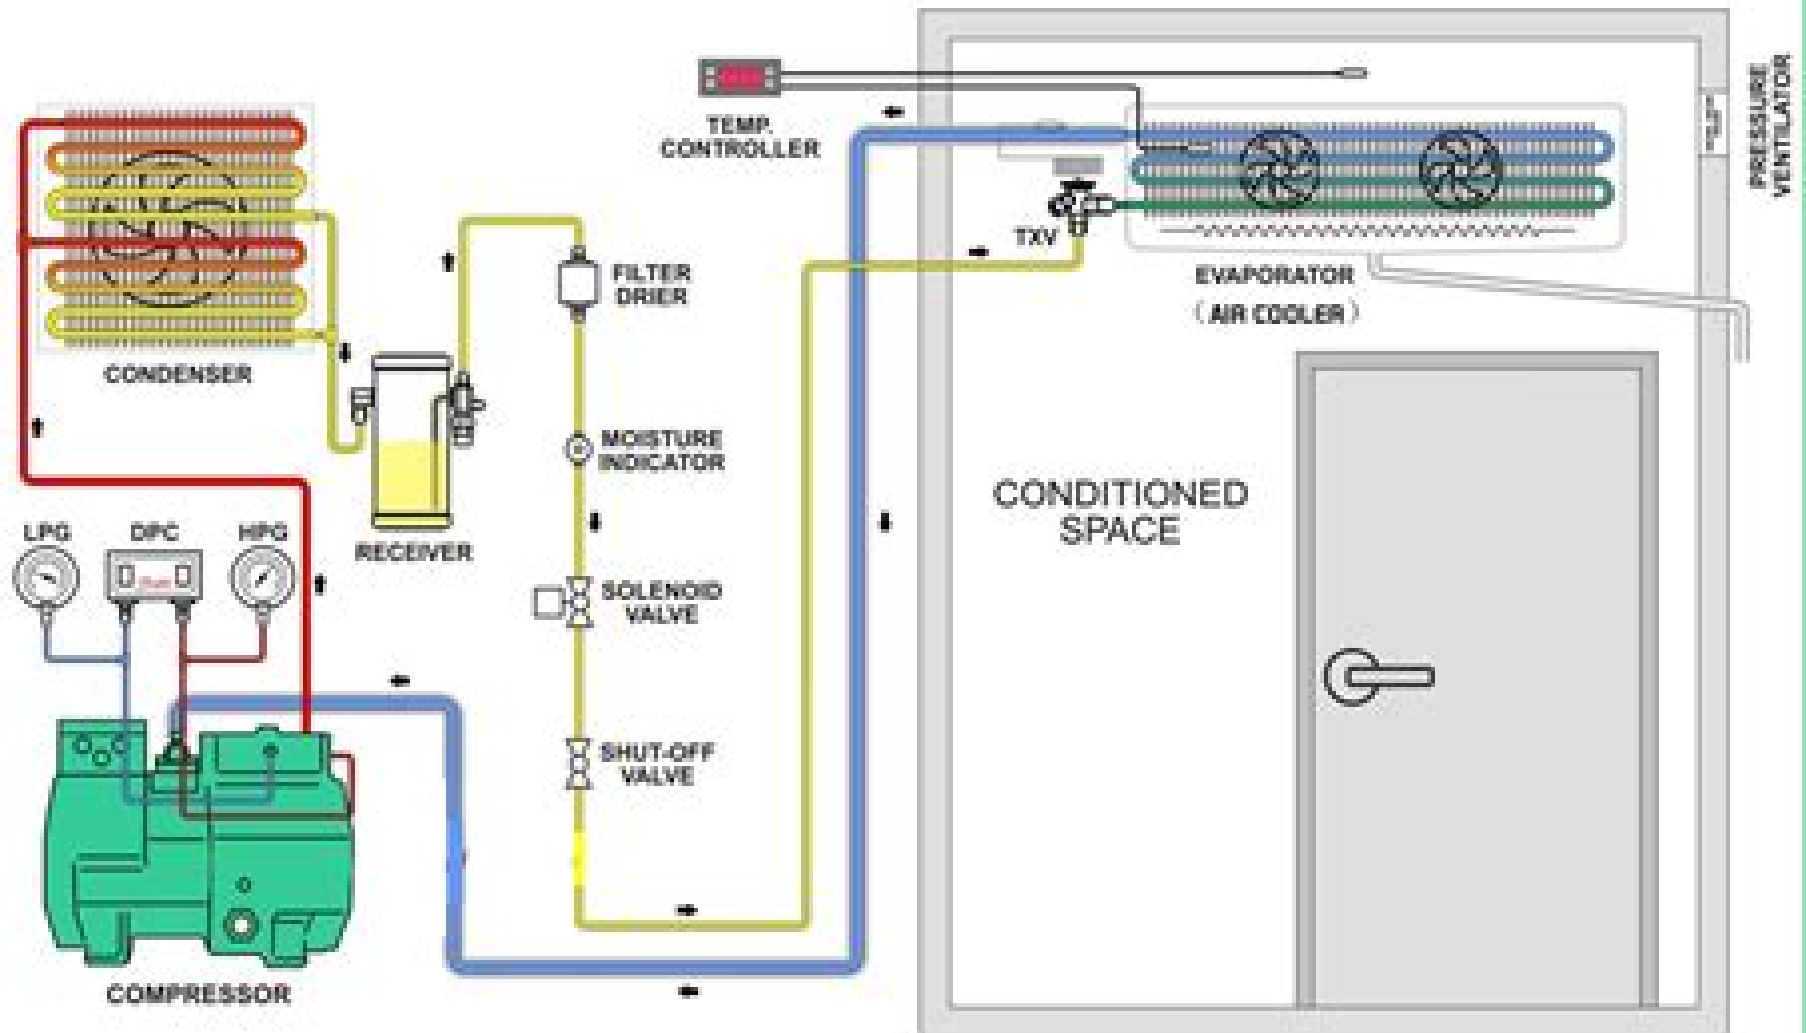 TEMP.
CONTROLLER
PRESSURE
VENTILATOR
TXV
EVAPORATOR
(AIR COOLER)
FILTER
DRIER
CONDENSER
MOISTURE
INDICATOR
CONDITIONED
SPACE
LPG
DPC
HPG
RECEIVER
SOLENOID
VALVE
SHUT-OFF
VALVE
COMPRESSOR